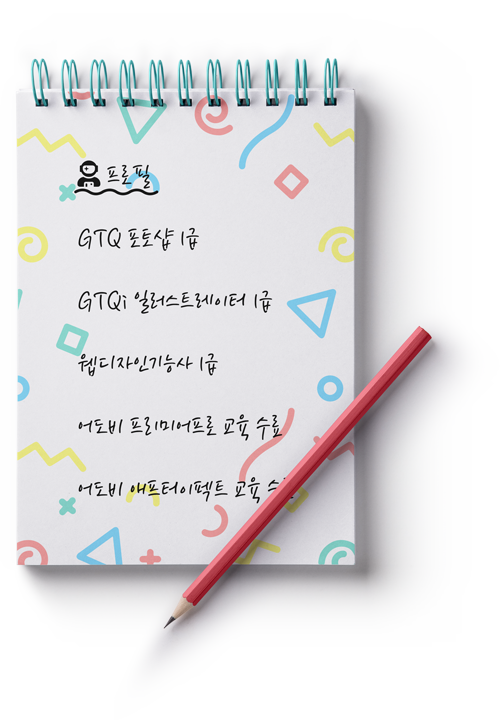 프로필
GTQ 포토샵 1급
GTQi 일러스트레이터 1급
웹디자인기능사 1급
어도비 프리미어프로 교육 수료
어도비 애프터이펙트 교육